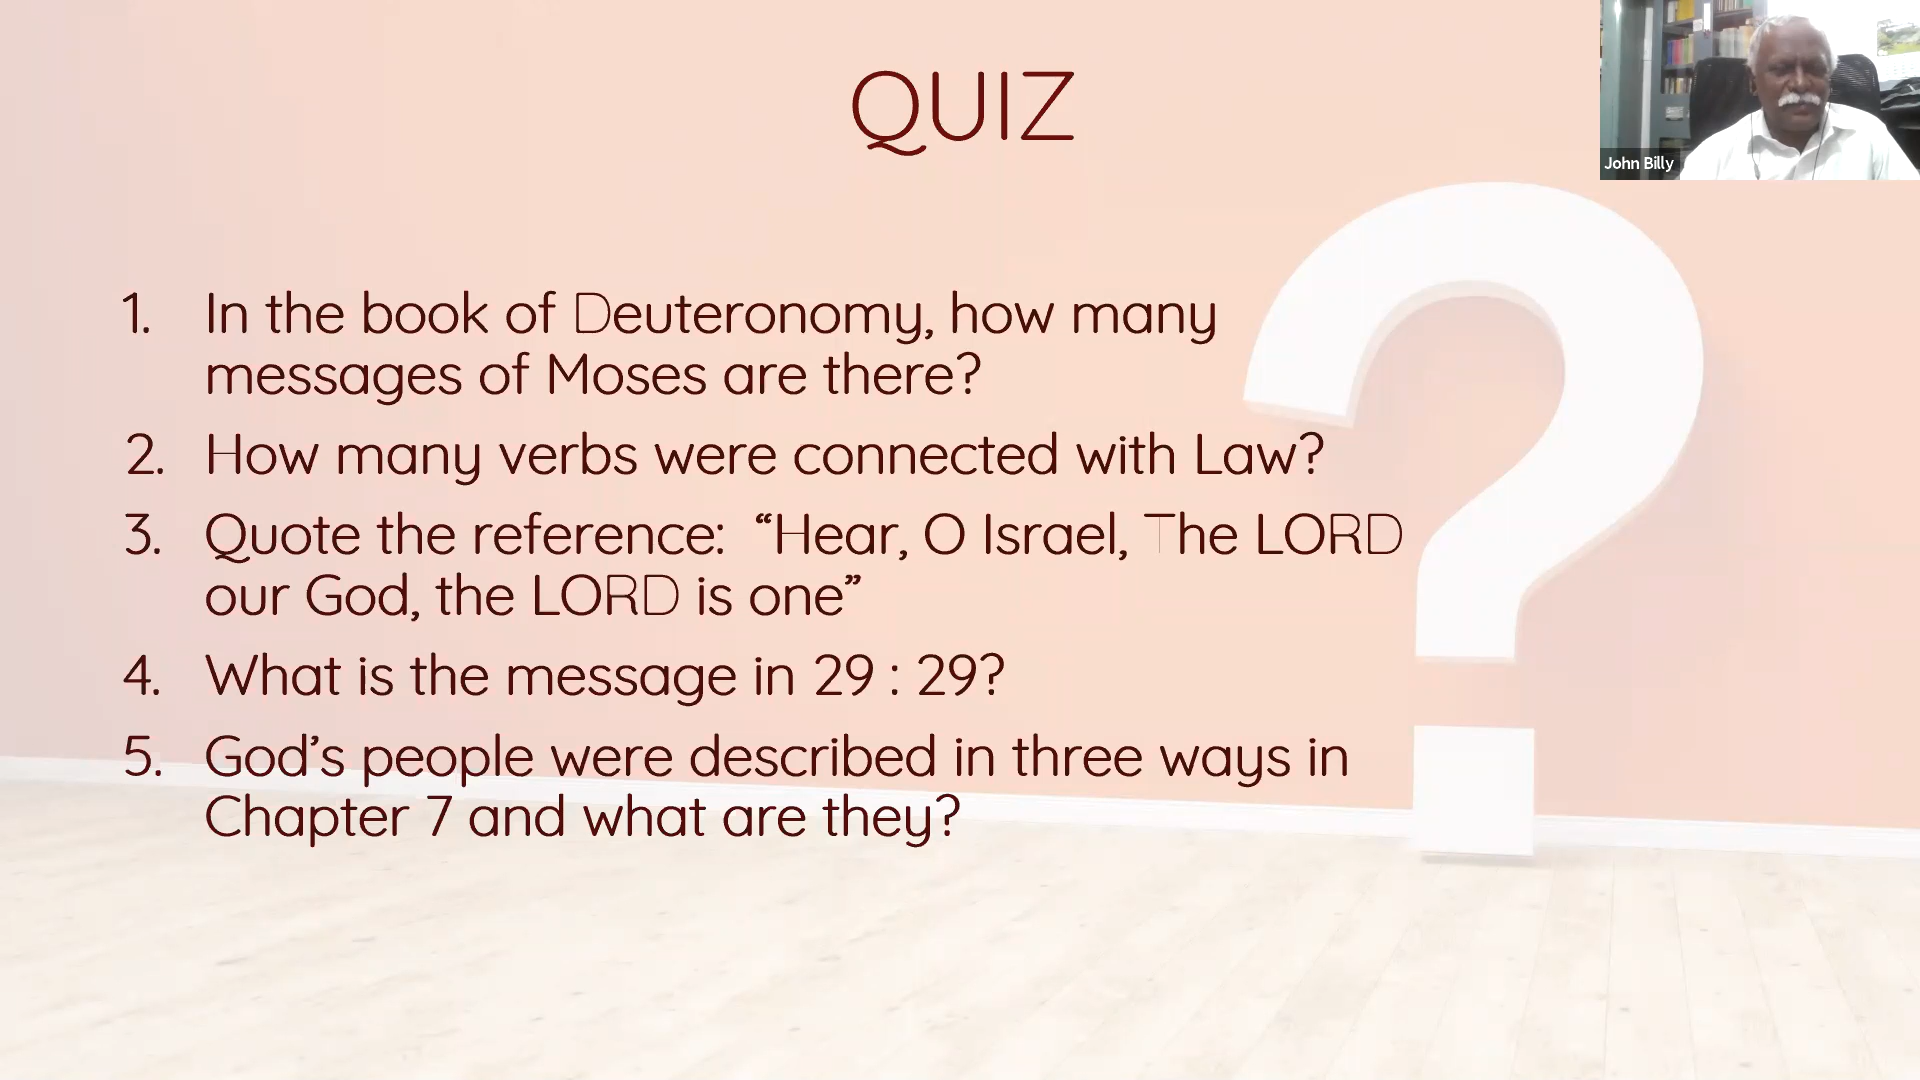 QUIZ
John Billy
1. In the book of Deuteronomy, how many
messages of Moses are there?
2. How many verbs were connected with Law?
3. Quote the reference: “Hear, O Israel, The LORD
our God, the LORD is one”
4. What is the message in 29 : 29?
5. God’s people were described in three ways in
Chapter 7 and what are they?